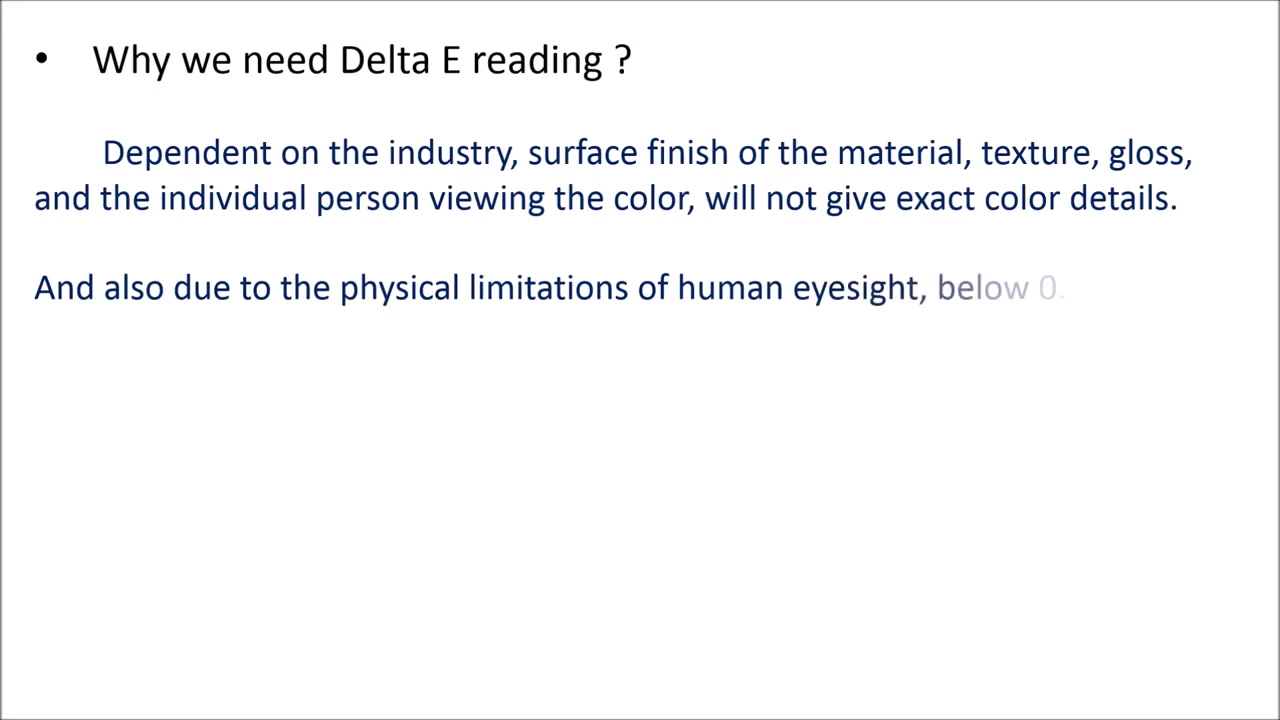 • Why we need Delta E reading ?
Dependent on the industry, surface finish of the material, texture, gloss,
and the individual person viewing the color, will not give exact color details.
And also due to the physical limitations of human eyesight, below 0.